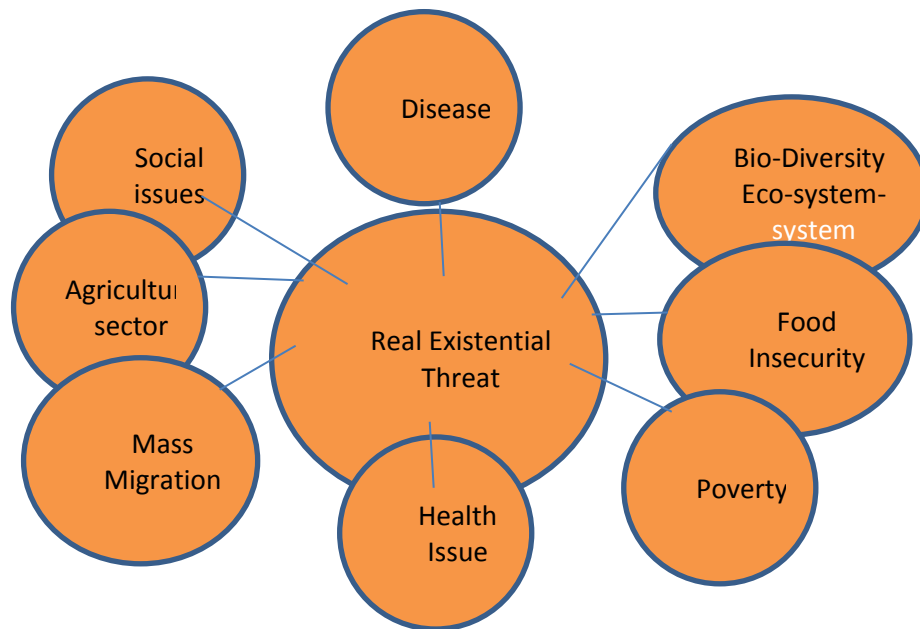 Disease
Social
issues
Bio-Diversity
Eco-system-
system
Agricultur
sector
Real Existential
Threat
Food
Insecurity
Mass
Migration
Health
Issue
Poverty